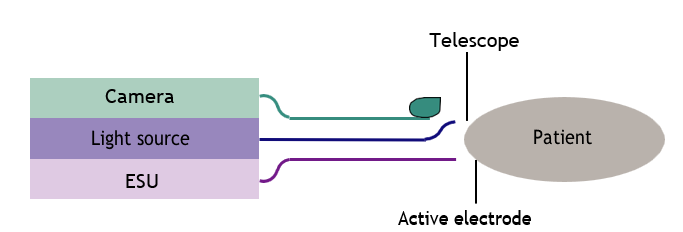 Telescope
Camera
Light source
Patient
ESU
Active electrode